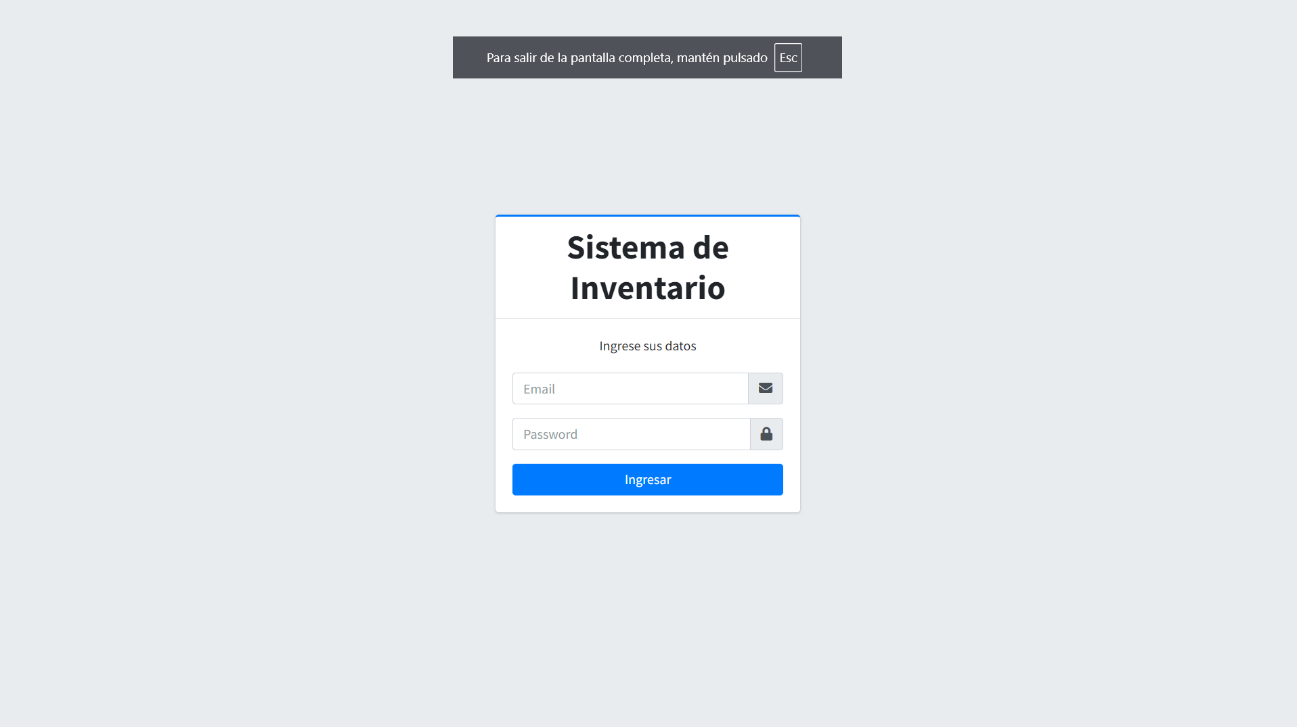 Para salir de la pantalla completa, mantén pulsado Esc
Sistema de
Inventario
Ingrese sus datos
Email
Password
Ingresar